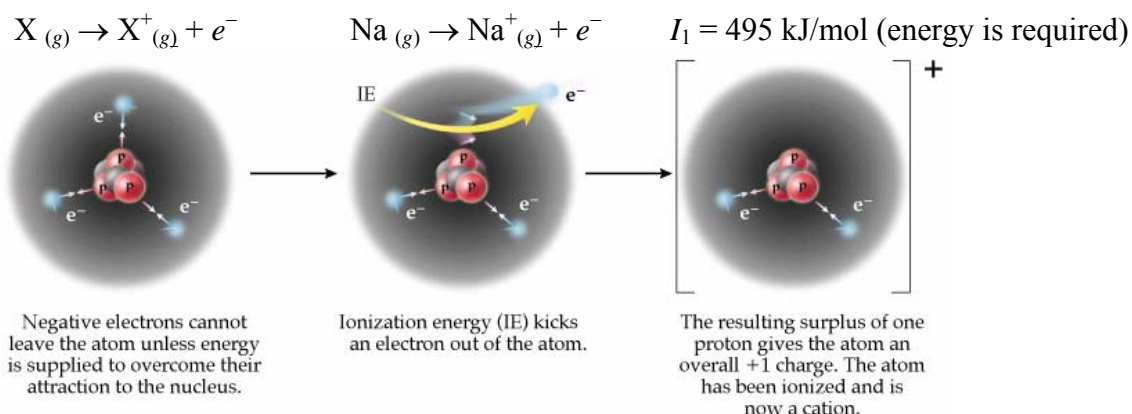 X (g) → X⁺(g) + e⁻
Na (g) → Na⁺(g) + e⁻
I₁ = 495 kJ/mol (energy is required)
e⁻
p
p
p
e⁻
e⁻
IE
e⁻
p
p
p
e⁻
e⁻
+
p
p
p
e⁻
e⁻
Negative electrons cannot
leave the atom unless energy
is supplied to overcome their
attraction to the nucleus.
Ionization energy (IE) kicks
an electron out of the atom.
The resulting surplus of one
proton gives the atom an
overall +1 charge. The atom
has been ionized and is
now a cation.